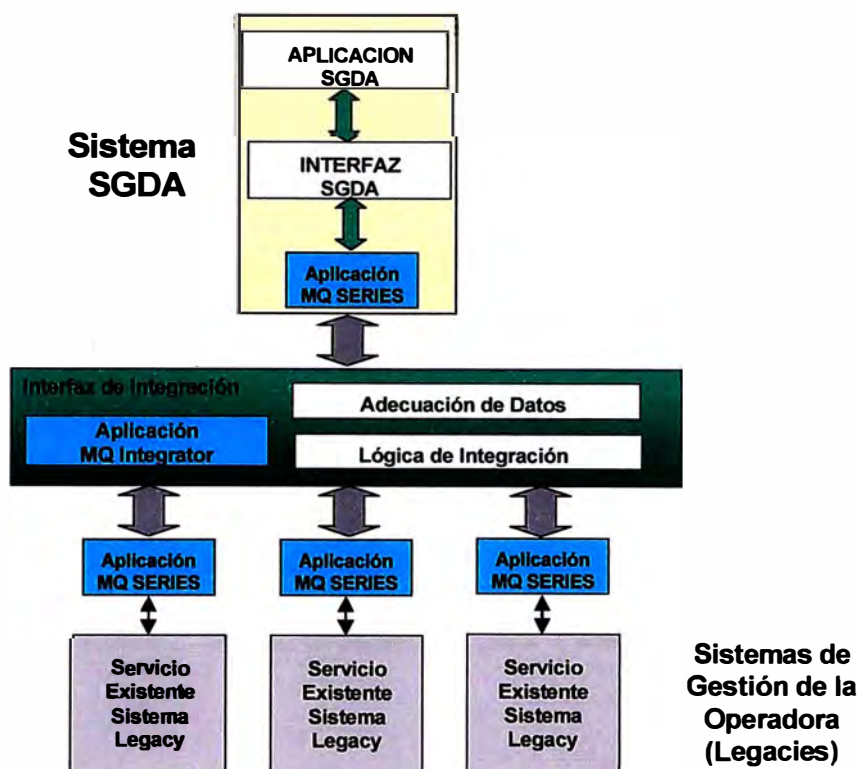 APLICACION
SGDA
Sistema
SGDA
INTERFAZ
SGDA
Aplicación
MQ SERIES
Interfax de Integración
Adecuación de Datos
Aplicación
MQ Integrator
Lógica de Integración
Aplicación
MQ SERIES
Aplicación
MQ SERIES
Aplicación
MQ SERIES
Servicio
Existente
Sistema
Legacy
Servicio
Existente
Sistema
Legacy
Servicio
Existente
Sistema
Legacy
Sistemas de
Gestión de la
Operadora
(Legacies)